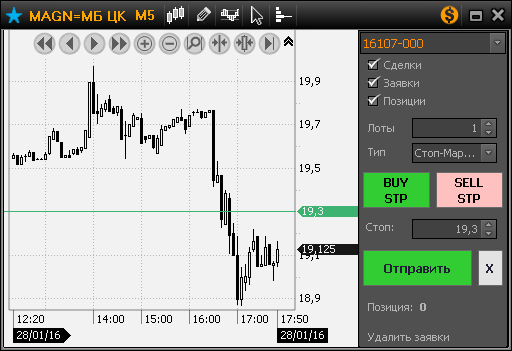 MAGN=МБ ЦК M5
16107-000
Сделки
Заявки
Позиции
Лоты 1
Тип Стоп-Мар...
BUY STP
SELL STP
Стоп: 19,3
Отправить X
Позиция: 0
Удалить заявки
19,9
19,7
19,5
19,3
19,125
19,1
18,9
12:20 14:00 15:00 16:00 17:00 17:50
28/01/16 28/01/16